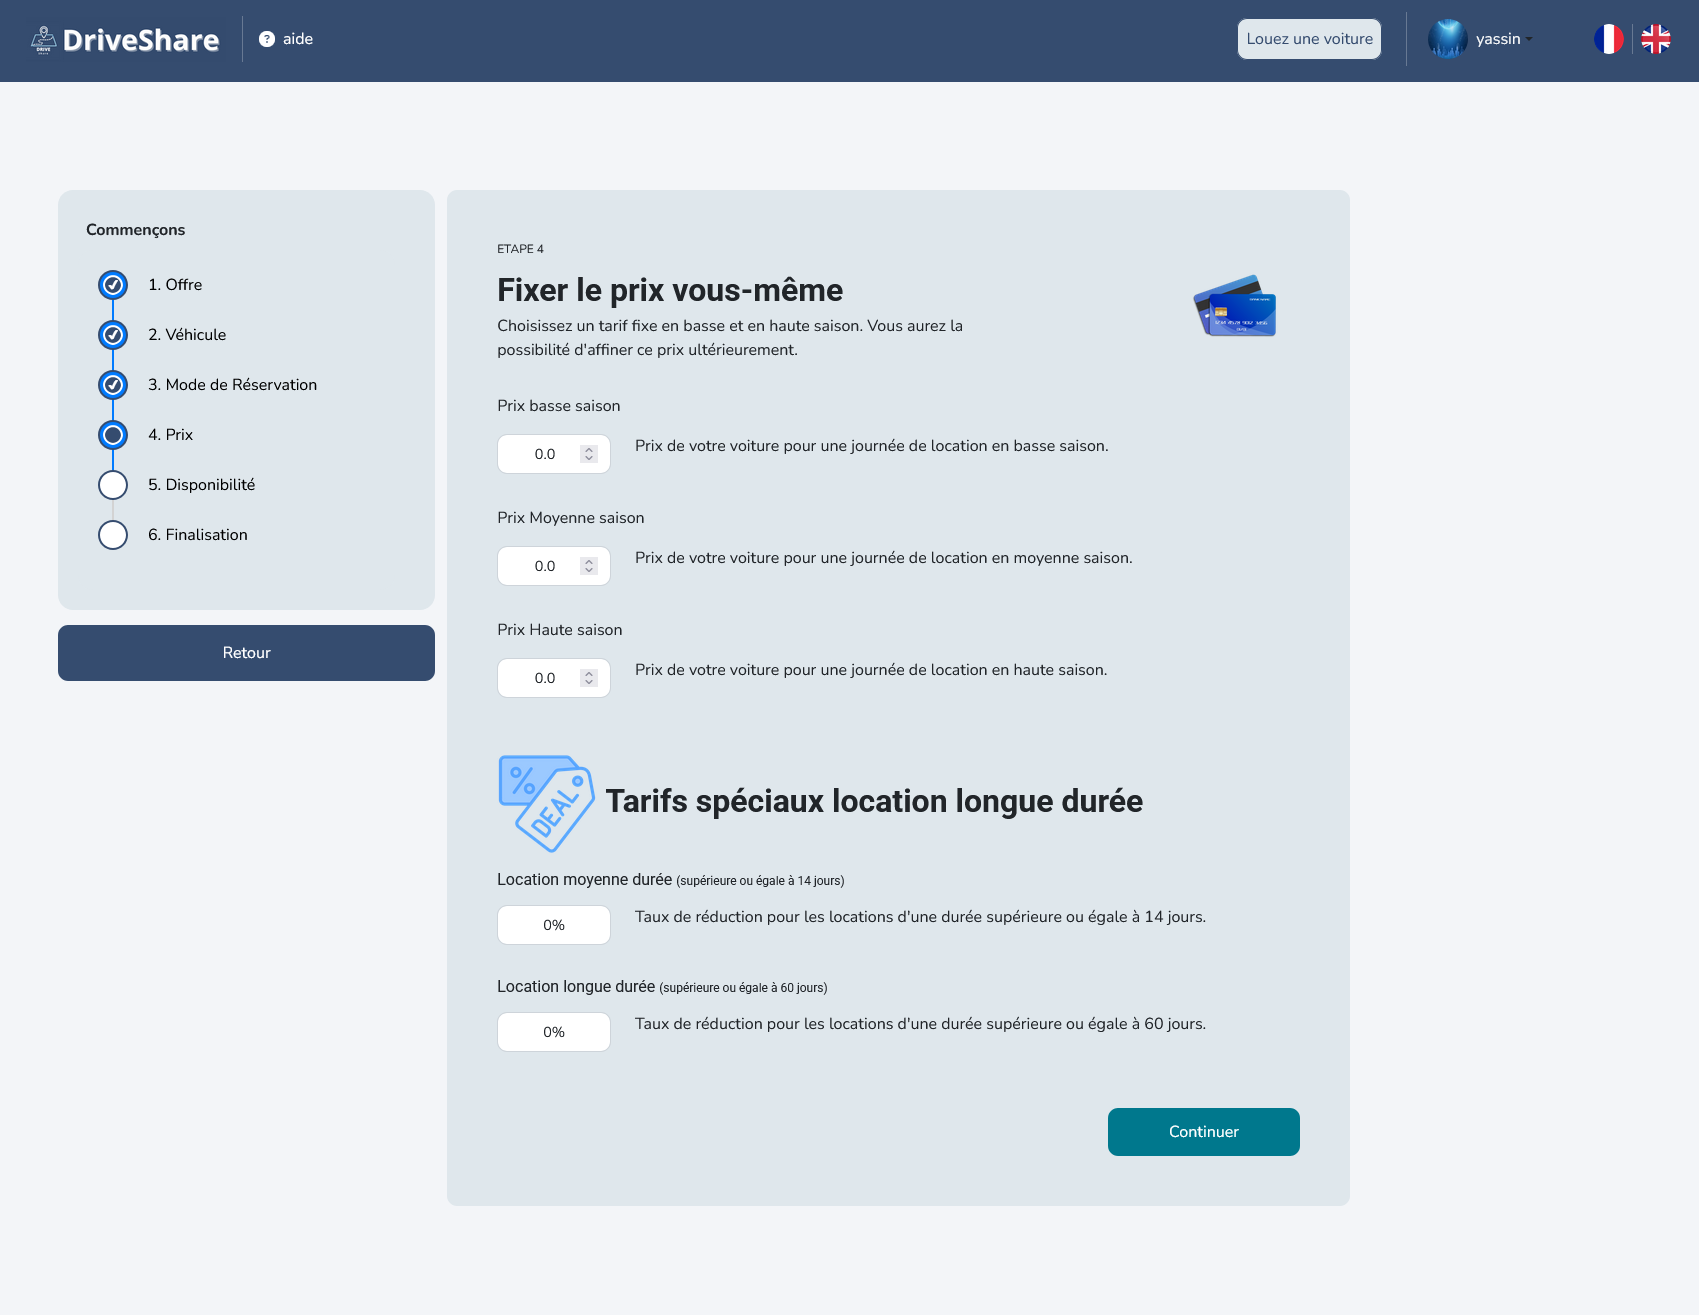 DriveShare
aide
Louez une voiture
yassin
Commençons
1. Offre
2. Véhicule
3. Mode de Réservation
4. Prix
5. Disponibilité
6. Finalisation
Retour
ETAPE 4
Fixer le prix vous-même
Choisissez un tarif fixe en basse et en haute saison. Vous aurez la
possibilité d'affiner ce prix ultérieurement.
Prix basse saison
0.0
Prix de votre voiture pour une journée de location en basse saison.
Prix Moyenne saison
0.0
Prix de votre voiture pour une journée de location en moyenne saison.
Prix Haute saison
0.0
Prix de votre voiture pour une journée de location en haute saison.
DEAL
Tarifs spéciaux location longue durée
Location moyenne durée (supérieure ou égale à 14 jours)
0%
Taux de réduction pour les locations d'une durée supérieure ou égale à 14 jours.
Location longue durée (supérieure ou égale à 60 jours)
0%
Taux de réduction pour les locations d'une durée supérieure ou égale à 60 jours.
Continuer